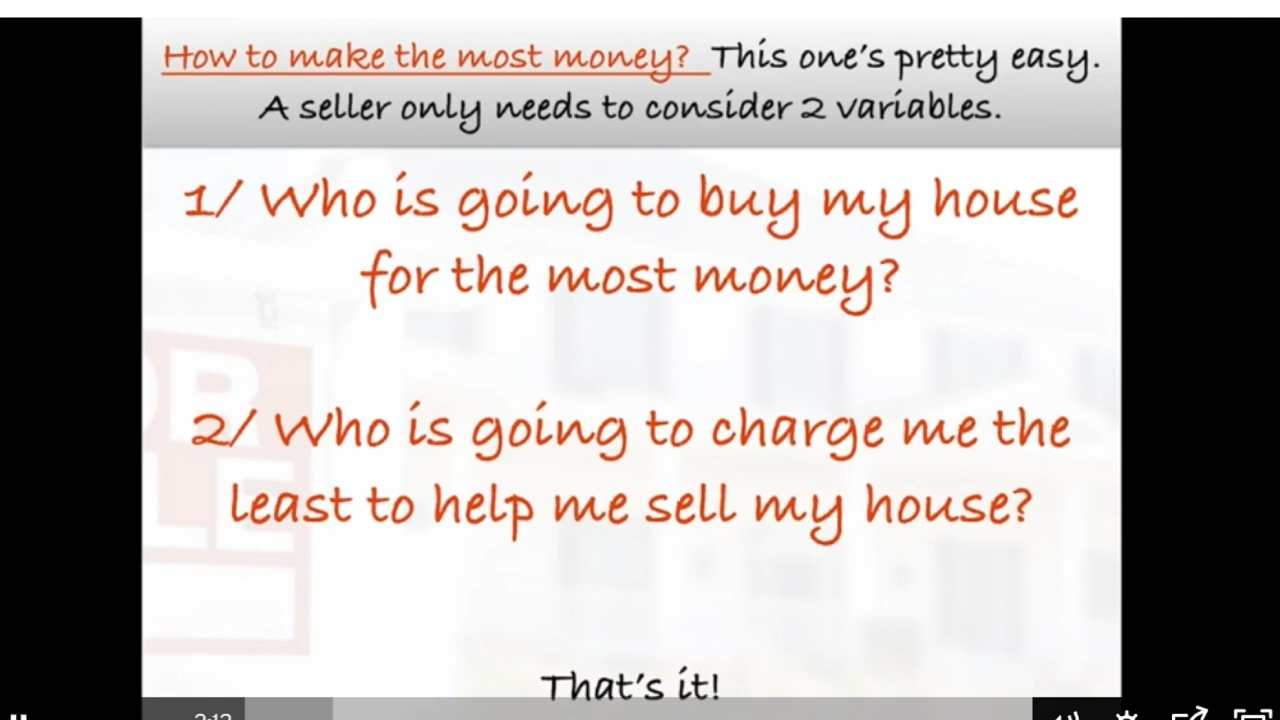 How to make the most money? This one's pretty easy.
A seller only needs to consider 2 variables.
1/ Who is going to buy my house
for the most money?
2/ Who is going to charge me the
least to help me sell my house?
That's it!